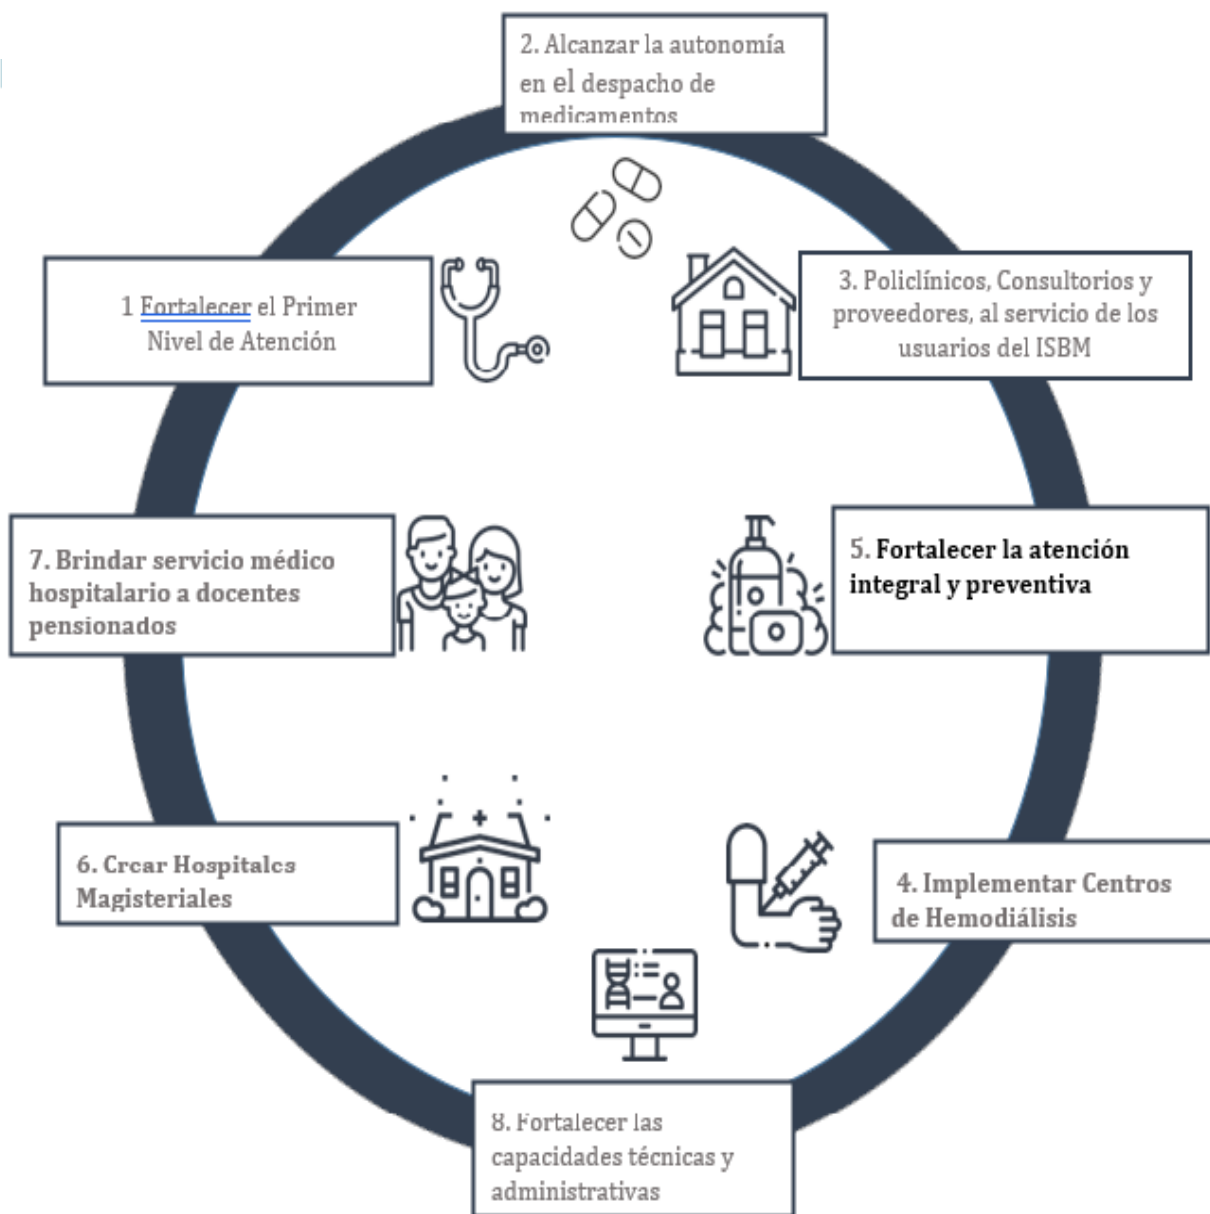 2. Alcanzar la autonomía
en el despacho de
medicamentos
1 Fortalecer el Primer
Nivel de Atención
3. Policlínicos, Consultorios y
proveedores, al servicio de los
usuarios del ISBM
7. Brindar servicio médico
hospitalario a docentes
pensionados
5. Fortalecer la atención
integral y preventiva
6. Crear Hospitales
Magisteriales
4. Implementar Centros
de Hemodiálisis
8. Fortalecer las
capacidades técnicas y
administrativas